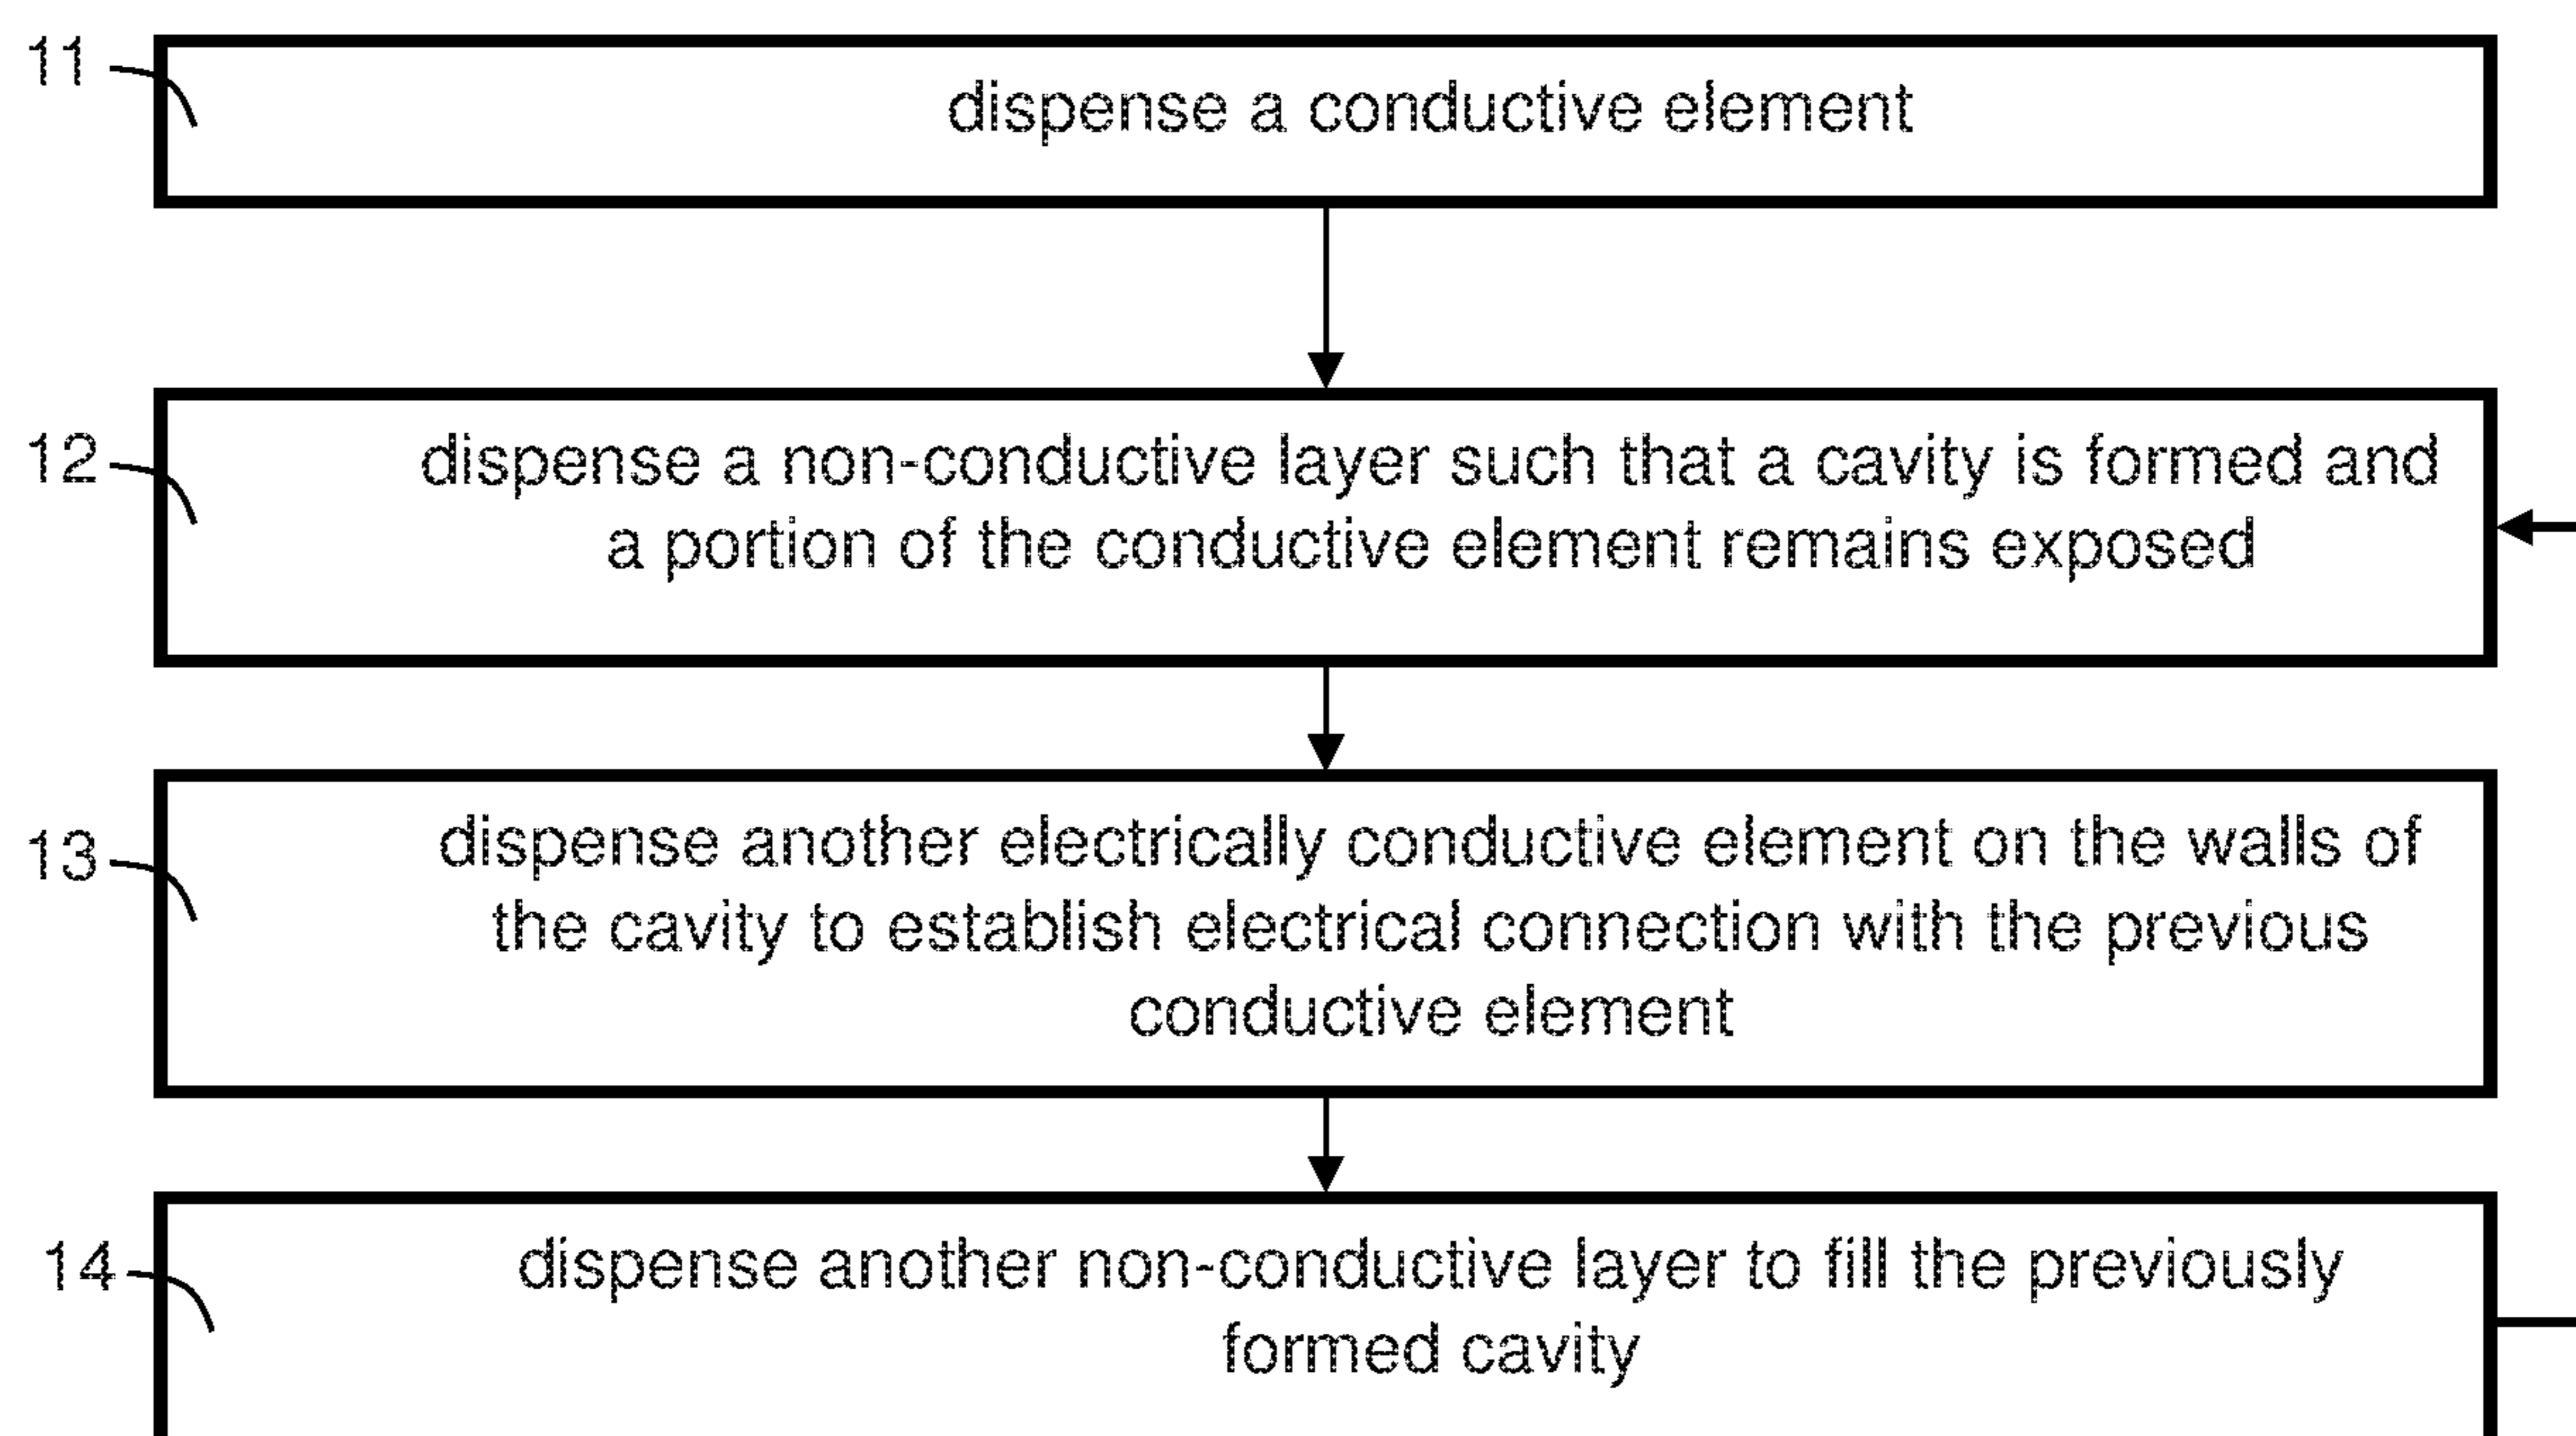 11
dispense a conductive element
12
dispense a non-conductive layer such that a cavity is formed and
a portion of the conductive element remains exposed
13
dispense another electrically conductive element on the walls of
the cavity to establish electrical connection with the previous
conductive element
14
dispense another non-conductive layer to fill the previously
formed cavity